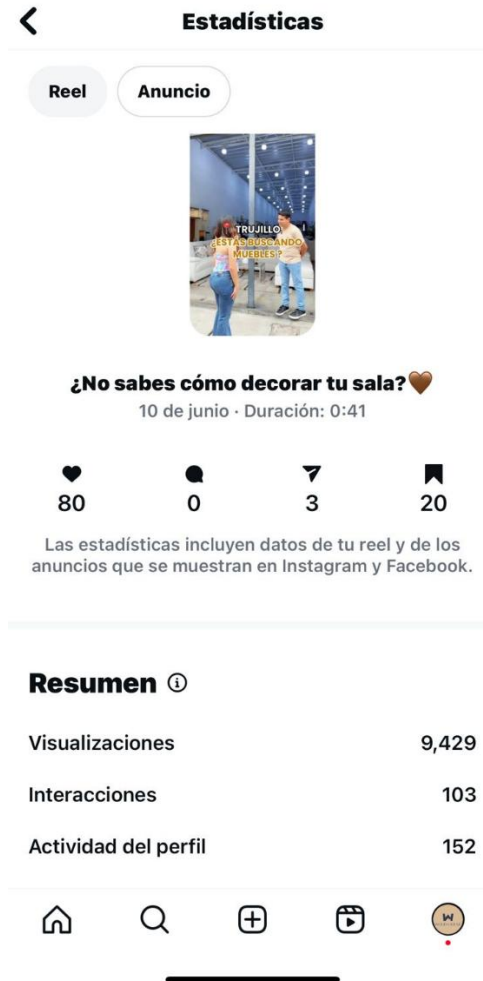 Estadísticas
Reel
Anuncio
TRUJILLO
¿ESTÁS BUSCANDO
MUEBLES ?
¿No sabes cómo decorar tu sala?🤎
10 de junio · Duración: 0:41
80
0
3
20
Las estadísticas incluyen datos de tu reel y de los
anuncios que se muestran en Instagram y Facebook.
Resumen
Visualizaciones 9,429
Interacciones 103
Actividad del perfil 152